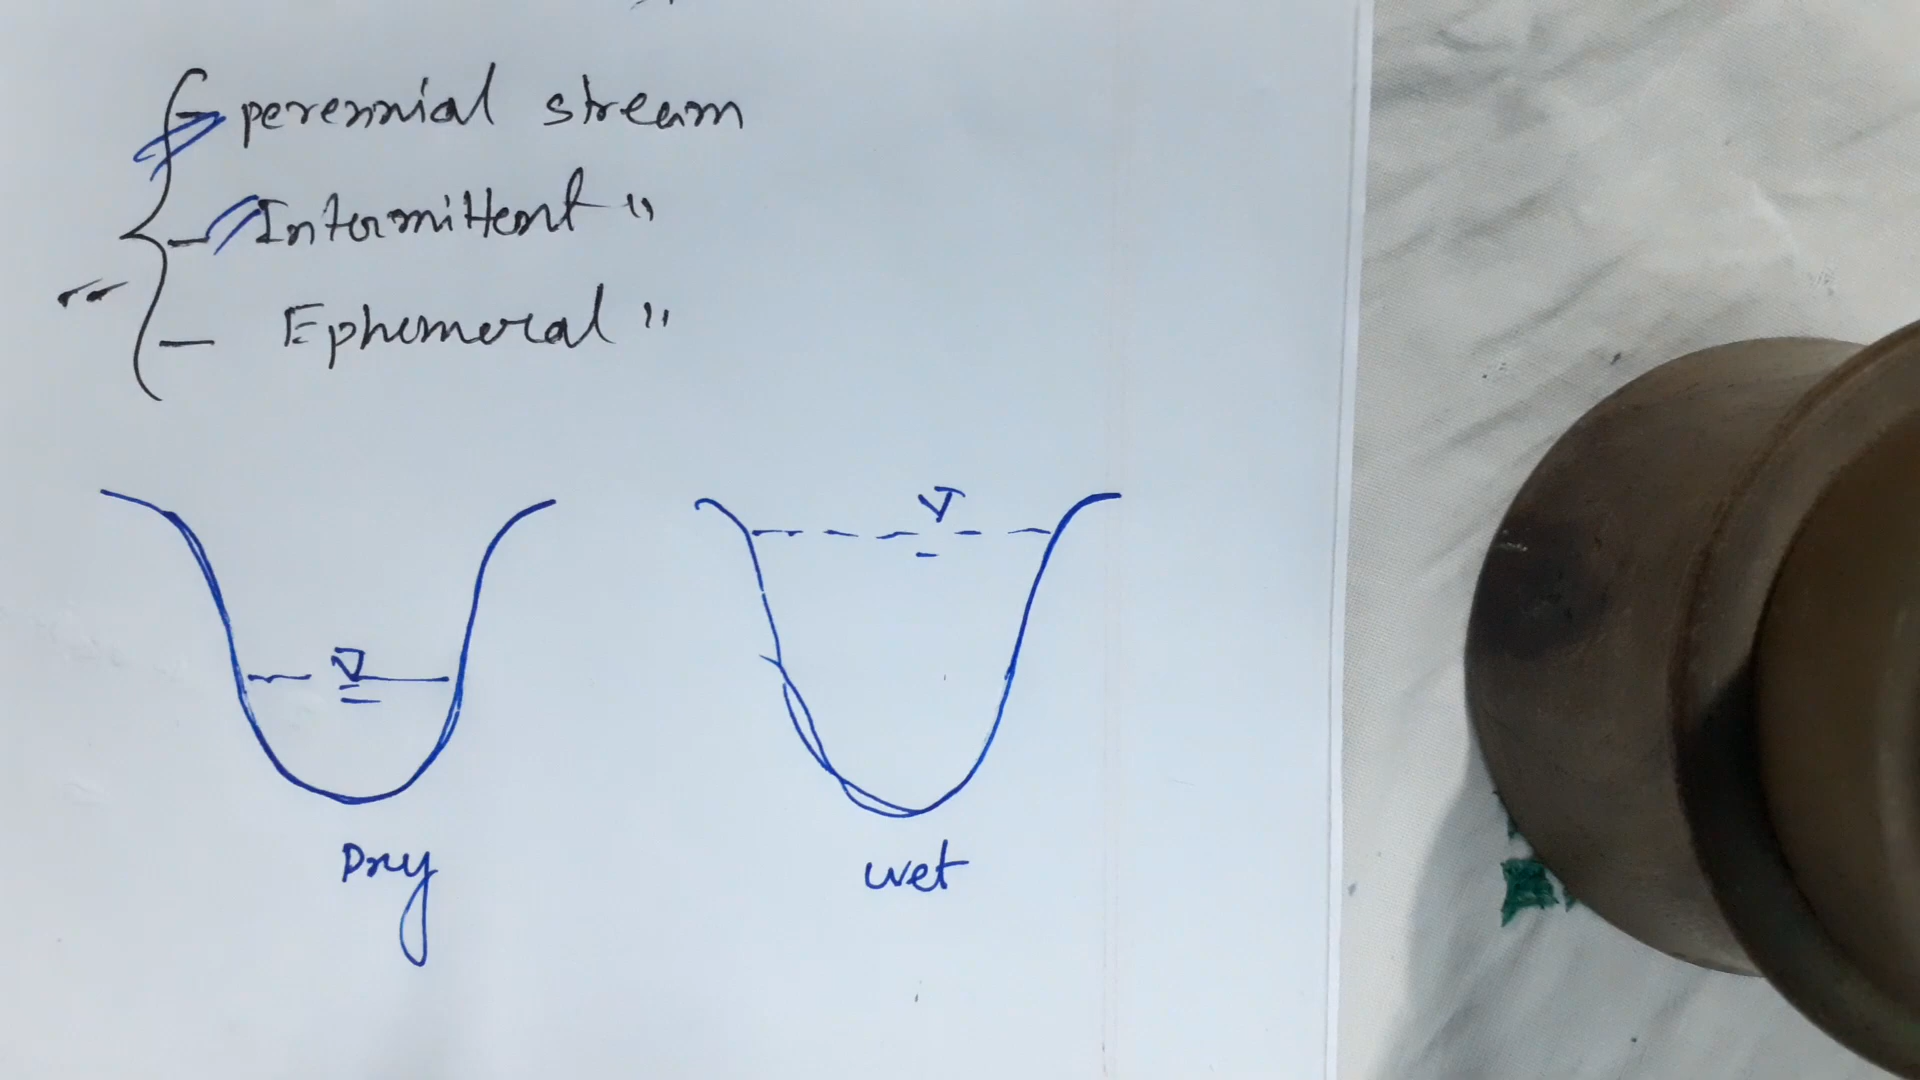 - perennial stream
- Intermittent "
- Ephemeral "
Dry
wet